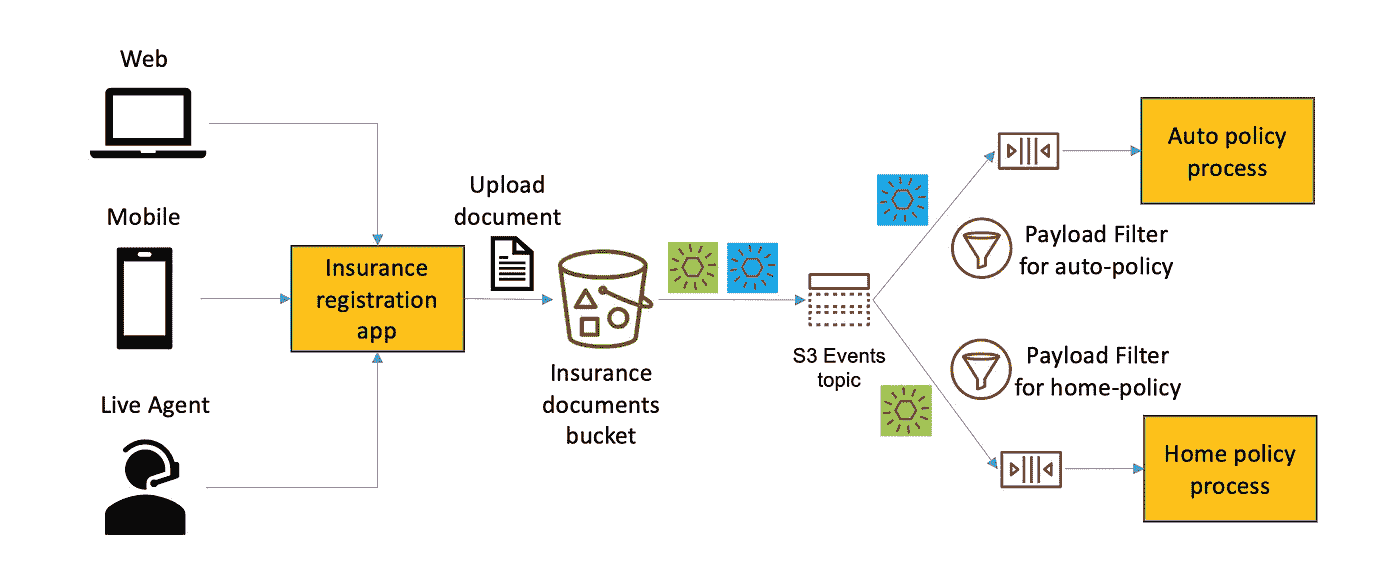 Web
Mobile
Live Agent
Insurance
registration
app
Upload
document
Insurance
documents
bucket
S3 Events
topic
Payload Filter
for auto-policy
Payload Filter
for home-policy
Auto policy
process
Home policy
process